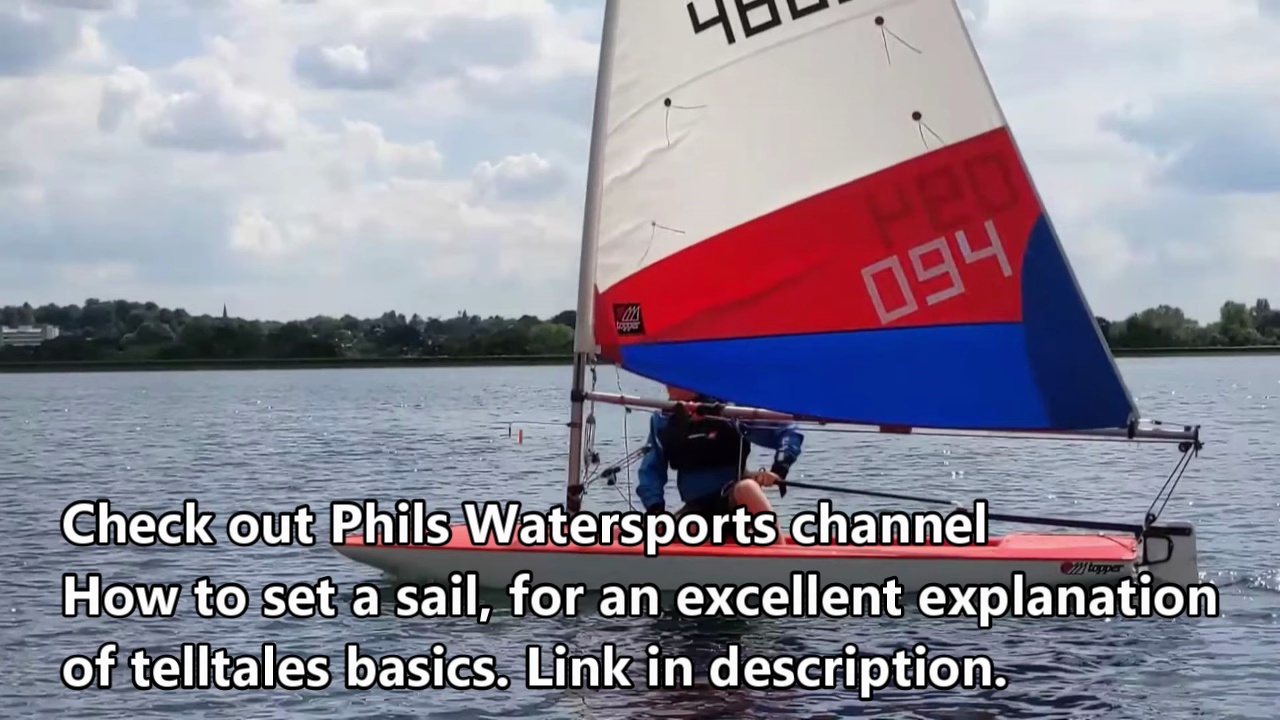 094
topper
topper
Check out Phils Watersports channel
How to set a sail, for an excellent explanation
of telltales basics. Link in description.